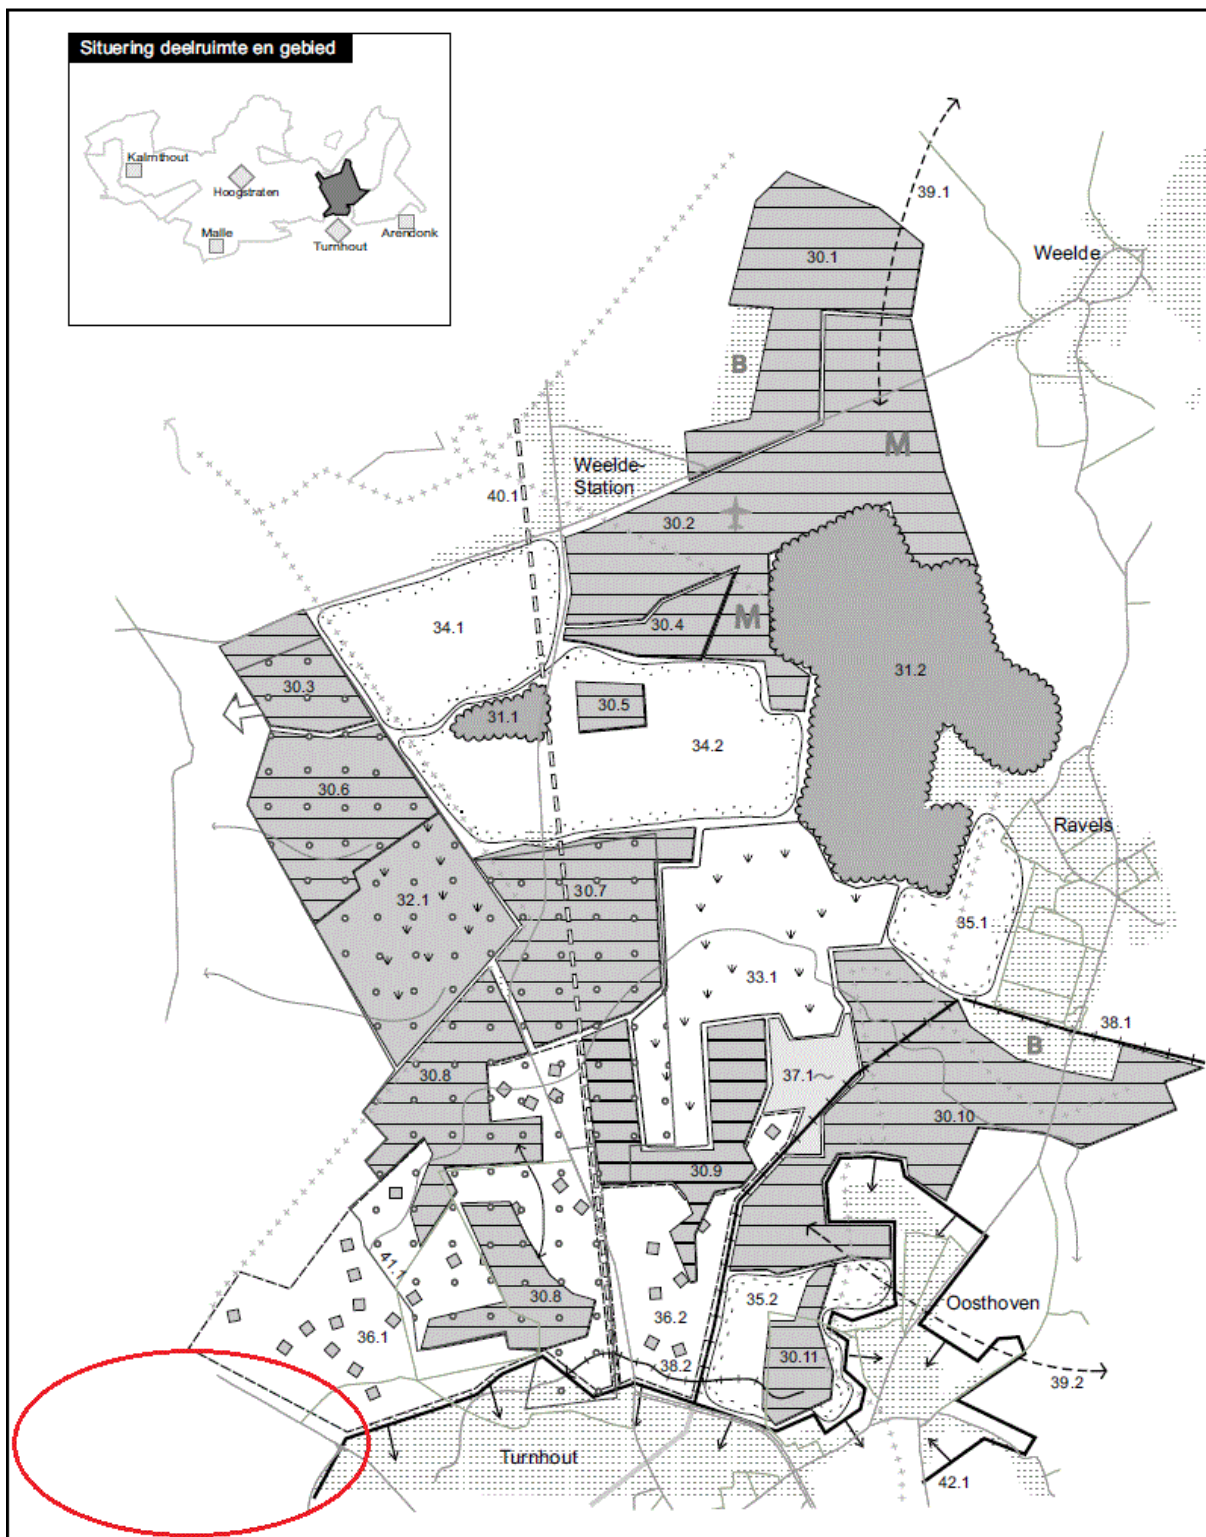 Situering deelruimte en gebied
Kalmthout
Hoogstraten
Malle
Turnhout
Arendonk
39.1
Weelde
30.1
B
M
Weelde-
Station
40.1
30.2
M
30.4
34.1
31.2
30.3
31.1
30.5
34.2
30.6
Ravels
30.7
32.1
35.1
33.1
38.1
B
37.1
30.8
30.10
30.9
41.1
30.8
35.2
Oosthoven
36.1
36.2
38.2
30.11
39.2
Turnhout
42.1